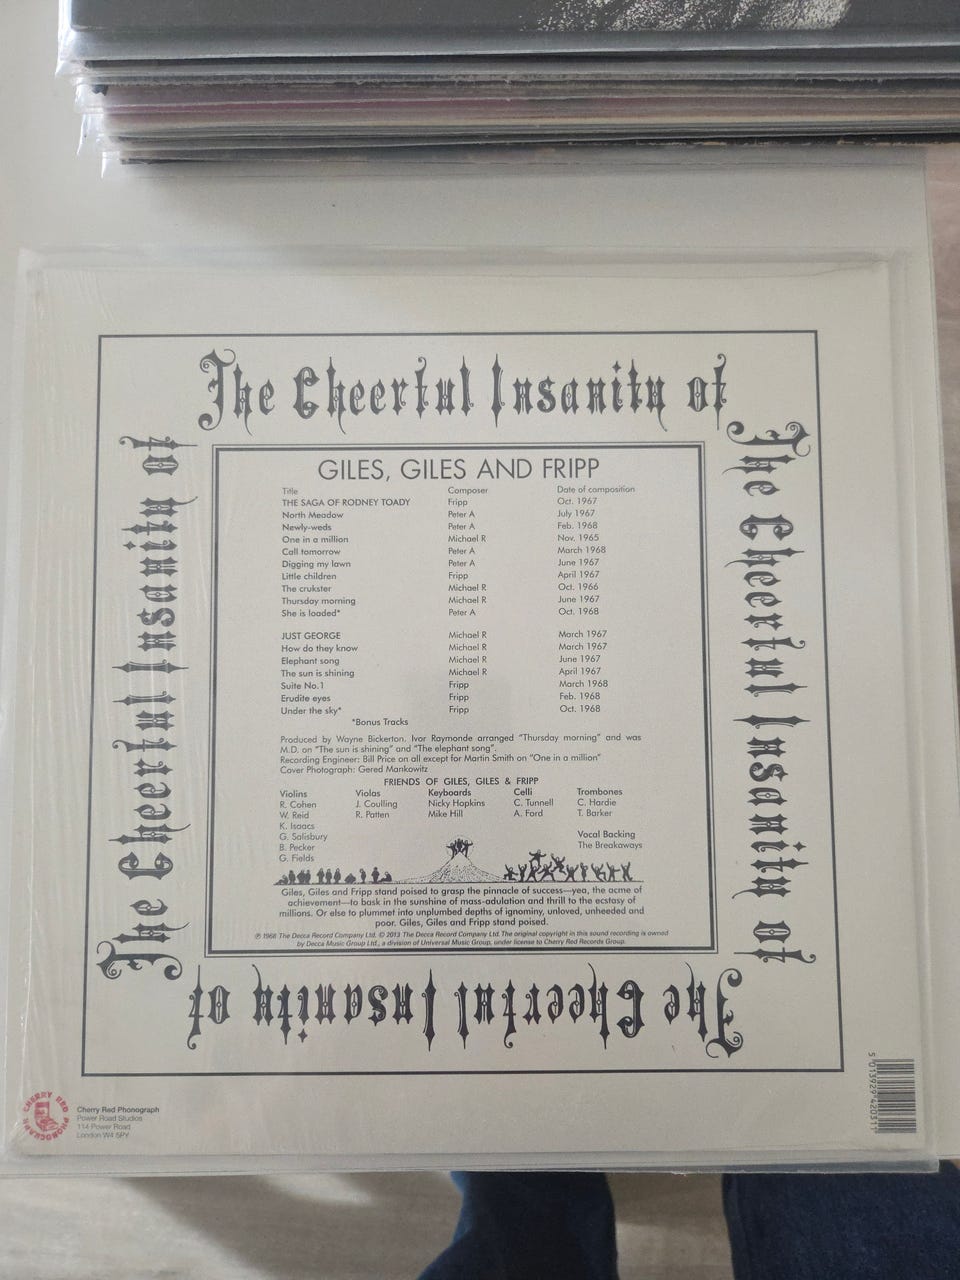 The Cheerful Insanity of
The Cheerful Insanity of
The Cheerful Insanity of
The Cheerful Insanity of
GILES, GILES AND FRIPP
Title Composer Date of composition
THE SAGA OF RODNEY TOADY Fripp Oct. 1967
North Meadow Peter A July 1967
Newly-weds Peter A Feb. 1968
One in a million Michael R Nov. 1965
Call tomorrow Peter A March 1968
Digging my lawn Peter A June 1967
Little children Fripp April 1967
The crukster Michael R Oct. 1966
Thursday morning Michael R June 1967
She is loaded* Peter A Oct. 1968
JUST GEORGE Michael R March 1967
How do they know Michael R March 1967
Elephant song Michael R June 1967
The sun is shining Michael R April 1967
Suite No.1 Fripp March 1968
Erudite eyes Fripp Feb. 1968
Under the sky* Fripp Oct. 1968
*Bonus Tracks
Produced by Wayne Bickerton. Ivor Raymonde arranged "Thursday morning" and was
M.D. on "The sun is shining" and "The elephant song".
Recording Engineer: Bill Price on all except for Martin Smith on "One in a million"
Cover Photograph: Gered Mankowitz
FRIENDS OF GILES, GILES & FRIPP
Violins Violas Keyboards Celli Trombones
R. Cohen J. Coulling Nicky Hopkins C. Tunnell C. Hardie
W. Reid R. Patten Mike Hill A. Ford T. Barker
K. Isaacs
G. Salisbury Vocal Backing
B. Pecker The Breakaways
G. Fields
Giles, Giles and Fripp stand poised to grasp the pinnacle of success—yea, the acme of
achievement—to bask in the sunshine of mass-adulation and thrill to the ecstasy of
millions. Or else to plummet into unplumbed depths of ignominy, unloved, unheeded and
poor. Giles, Giles and Fripp stand poised.
℗ 1968 The Decca Record Company Ltd. © 2013 The Decca Record Company Ltd. The original copyright in this sound recording is owned
by Decca Music Group Ltd., a division of Universal Music Group, under license to Cherry Red Records Group.
CHERRY RED PHONOGRAPH
Cherry Red Phonograph
Power Road Studios
114 Power Road
London W4 5PY
5 013929 420311